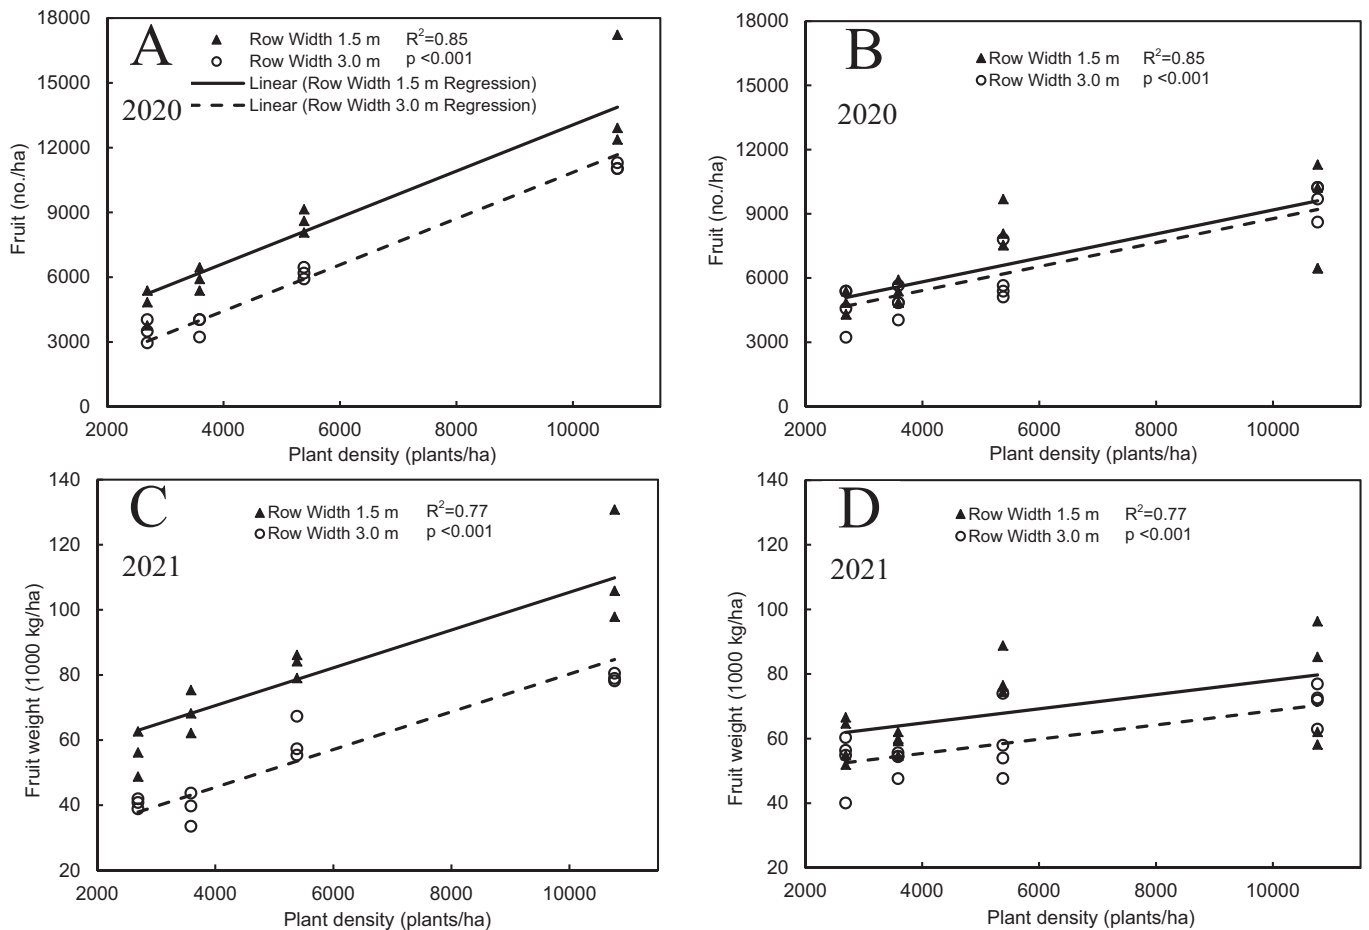 A
2020
Row Width 1.5 m R²=0.85
Row Width 3.0 m p <0.001
Linear (Row Width 1.5 m Regression)
Linear (Row Width 3.0 m Regression)
18000
15000
12000
9000
6000
3000
0
Fruit (no./ha)
2000 4000 6000 8000 10000
Plant density (plants/ha)
B
2020
Row Width 1.5 m R²=0.85
Row Width 3.0 m p <0.001
18000
15000
12000
9000
6000
3000
0
Fruit (no./ha)
2000 4000 6000 8000 10000
Plant density (plants/ha)
C
2021
Row Width 1.5 m R²=0.77
Row Width 3.0 m p <0.001
140
120
100
80
60
40
20
Fruit weight (1000 kg/ha)
2000 4000 6000 8000 10000
Plant density (plants/ha)
D
2021
Row Width 1.5 m R²=0.77
Row Width 3.0 m p <0.001
140
120
100
80
60
40
20
Fruit weight (1000 kg/ha)
2000 4000 6000 8000 10000
Plant density (plants/ha)